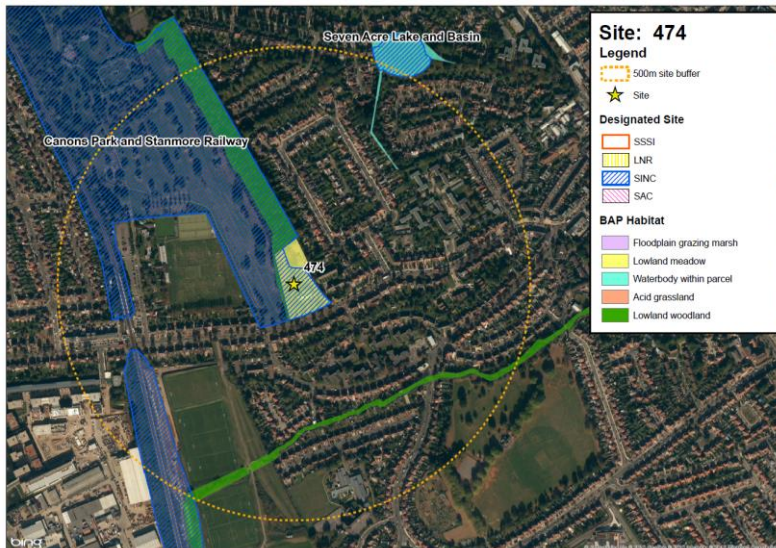 Seven Acre Lake and Basin
Canons Park and Stanmore Railway
474
bing
Site: 474
Legend
500m site buffer
Site
Designated Site
SSSI
LNR
SINC
SAC
BAP Habitat
Floodplain grazing marsh
Lowland meadow
Waterbody within parcel
Acid grassland
Lowland woodland